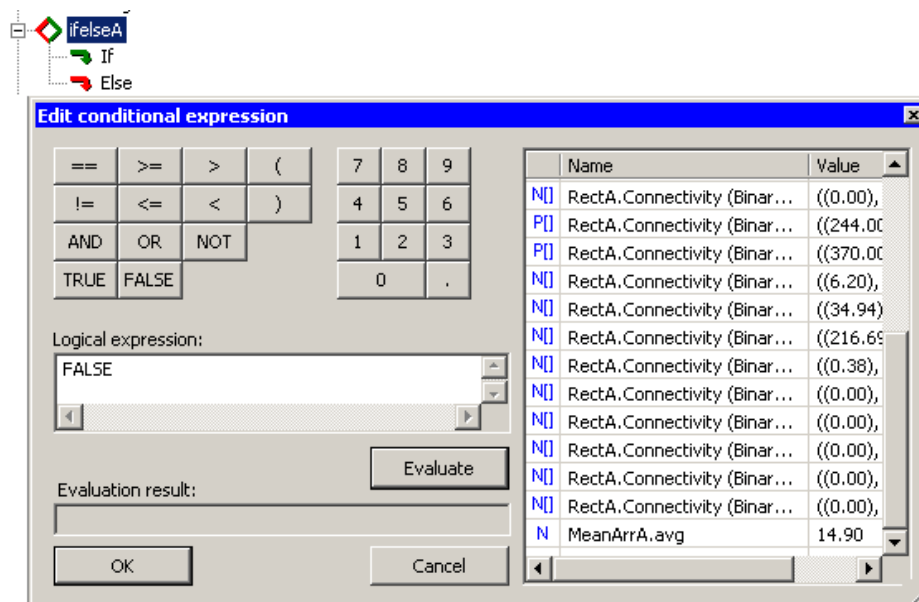 ifelseA
If
Else
Edit conditional expression
== >= > ( 7 8 9
!= <= < ) 4 5 6
AND OR NOT 1 2 3
TRUE FALSE 0 .
Logical expression:
FALSE
Evaluate
Evaluation result:
OK Cancel
Name Value
N[] RectA.Connectivity (Binar... ((0.00),
P[] RectA.Connectivity (Binar... ((244.00
P[] RectA.Connectivity (Binar... ((370.00
N[] RectA.Connectivity (Binar... ((6.20),
N[] RectA.Connectivity (Binar... ((34.94)
N[] RectA.Connectivity (Binar... ((216.69
N[] RectA.Connectivity (Binar... ((0.38),
N[] RectA.Connectivity (Binar... ((0.00),
N[] RectA.Connectivity (Binar... ((0.00),
N[] RectA.Connectivity (Binar... ((0.00),
N[] RectA.Connectivity (Binar... ((0.00),
N[] RectA.Connectivity (Binar... ((0.00),
N MeanArrA.avg 14.90